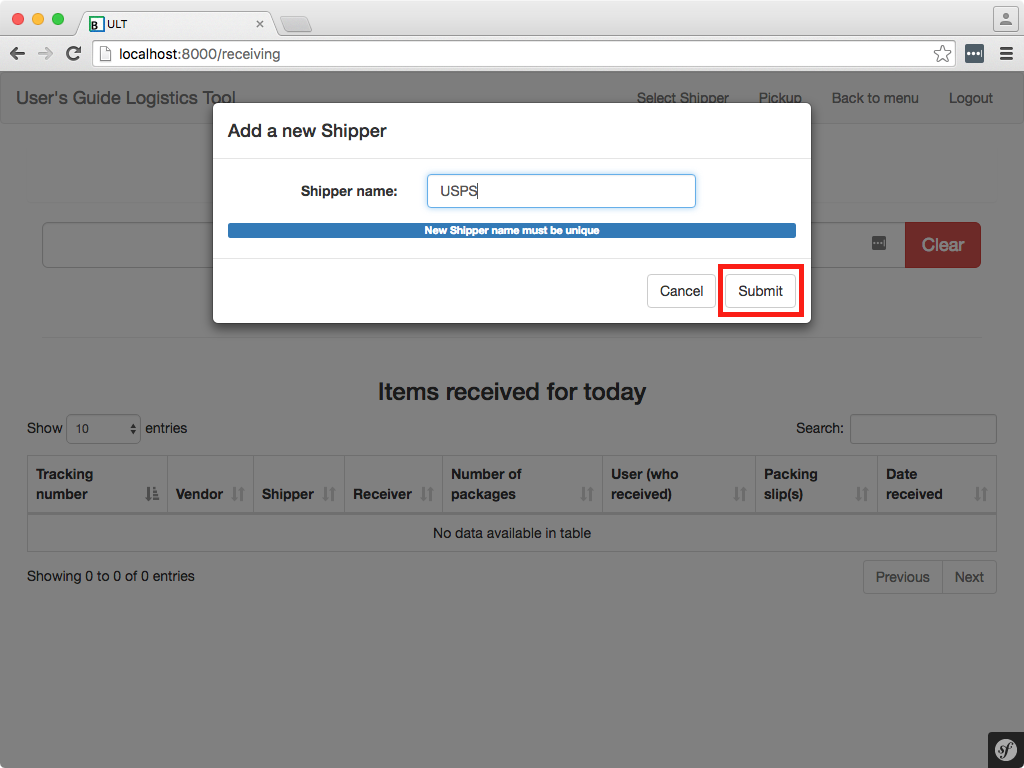 B ULT
localhost:8000/receiving
User's Guide Logistics Tool Select Shipper Pickup Back to menu Logout
Add a new Shipper
Shipper name: USPS
New Shipper name must be unique
Clear
Cancel Submit
Items received for today
Show 10 entries Search:
Tracking number Vendor Shipper Receiver Number of packages User (who received) Packing slip(s) Date received
No data available in table
Showing 0 to 0 of 0 entries Previous Next
sf